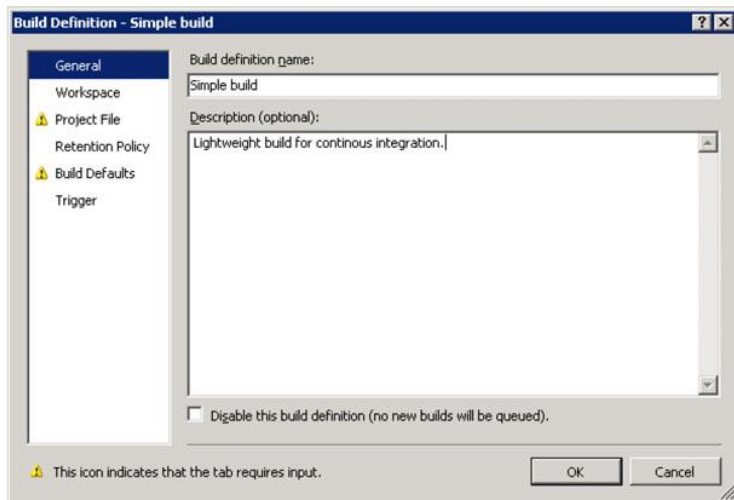 Build Definition - Simple build
General
Workspace
Project File
Retention Policy
Build Defaults
Trigger
Build definition name:
Simple build
Description (optional):
Lightweight build for continous integration.
Disable this build definition (no new builds will be queued).
This icon indicates that the tab requires input.
OK
Cancel